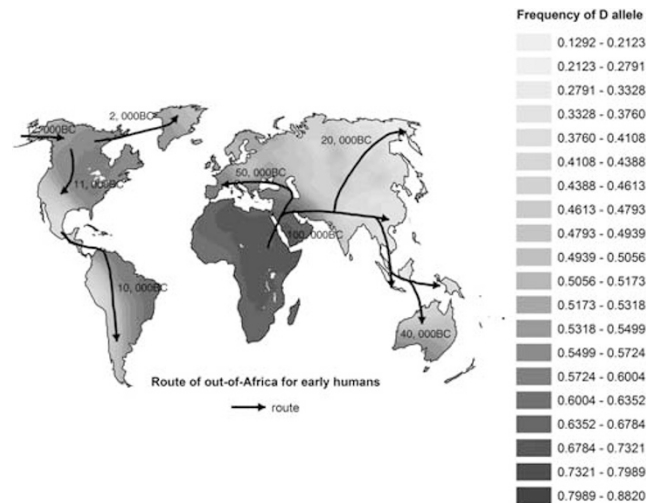 Frequency of D allele
0.1292 - 0.2123
0.2123 - 0.2791
0.2791 - 0.3328
0.3328 - 0.3760
0.3760 - 0.4108
0.4108 - 0.4388
0.4388 - 0.4613
0.4613 - 0.4793
0.4793 - 0.4939
0.4939 - 0.5056
0.5056 - 0.5173
0.5173 - 0.5318
0.5318 - 0.5499
0.5499 - 0.5724
0.5724 - 0.6004
0.6004 - 0.6352
0.6352 - 0.6784
0.6784 - 0.7321
0.7321 - 0.7989
0.7989 - 0.8820
2, 000BC
20, 000BC
50, 000BC
11, 000BC
100, 000BC
10, 000BC
40, 000BC
Route of out-of-Africa for early humans
route